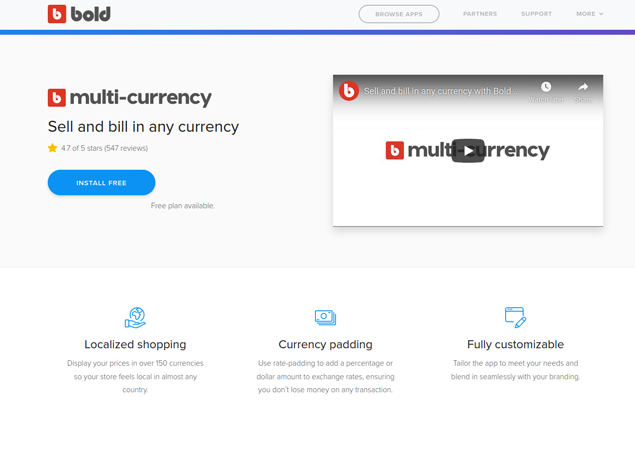 bold
BROWSE APPS
PARTNERS
SUPPORT
MORE
multi-currency
Sell and bill in any currency
4.7 of 5 stars (547 reviews)
INSTALL FREE
Free plan available.
Sell and bill in any currency with Bold
Watch later
Share
multi-currency
Localized shopping
Display your prices in over 150 currencies
so your store feels local in almost any
country.
Currency padding
Use rate-padding to add a percentage or
dollar amount to exchange rates, ensuring
you don't lose money on any transaction.
Fully customizable
Tailor the app to meet your needs and
blend in seamlessly with your branding.